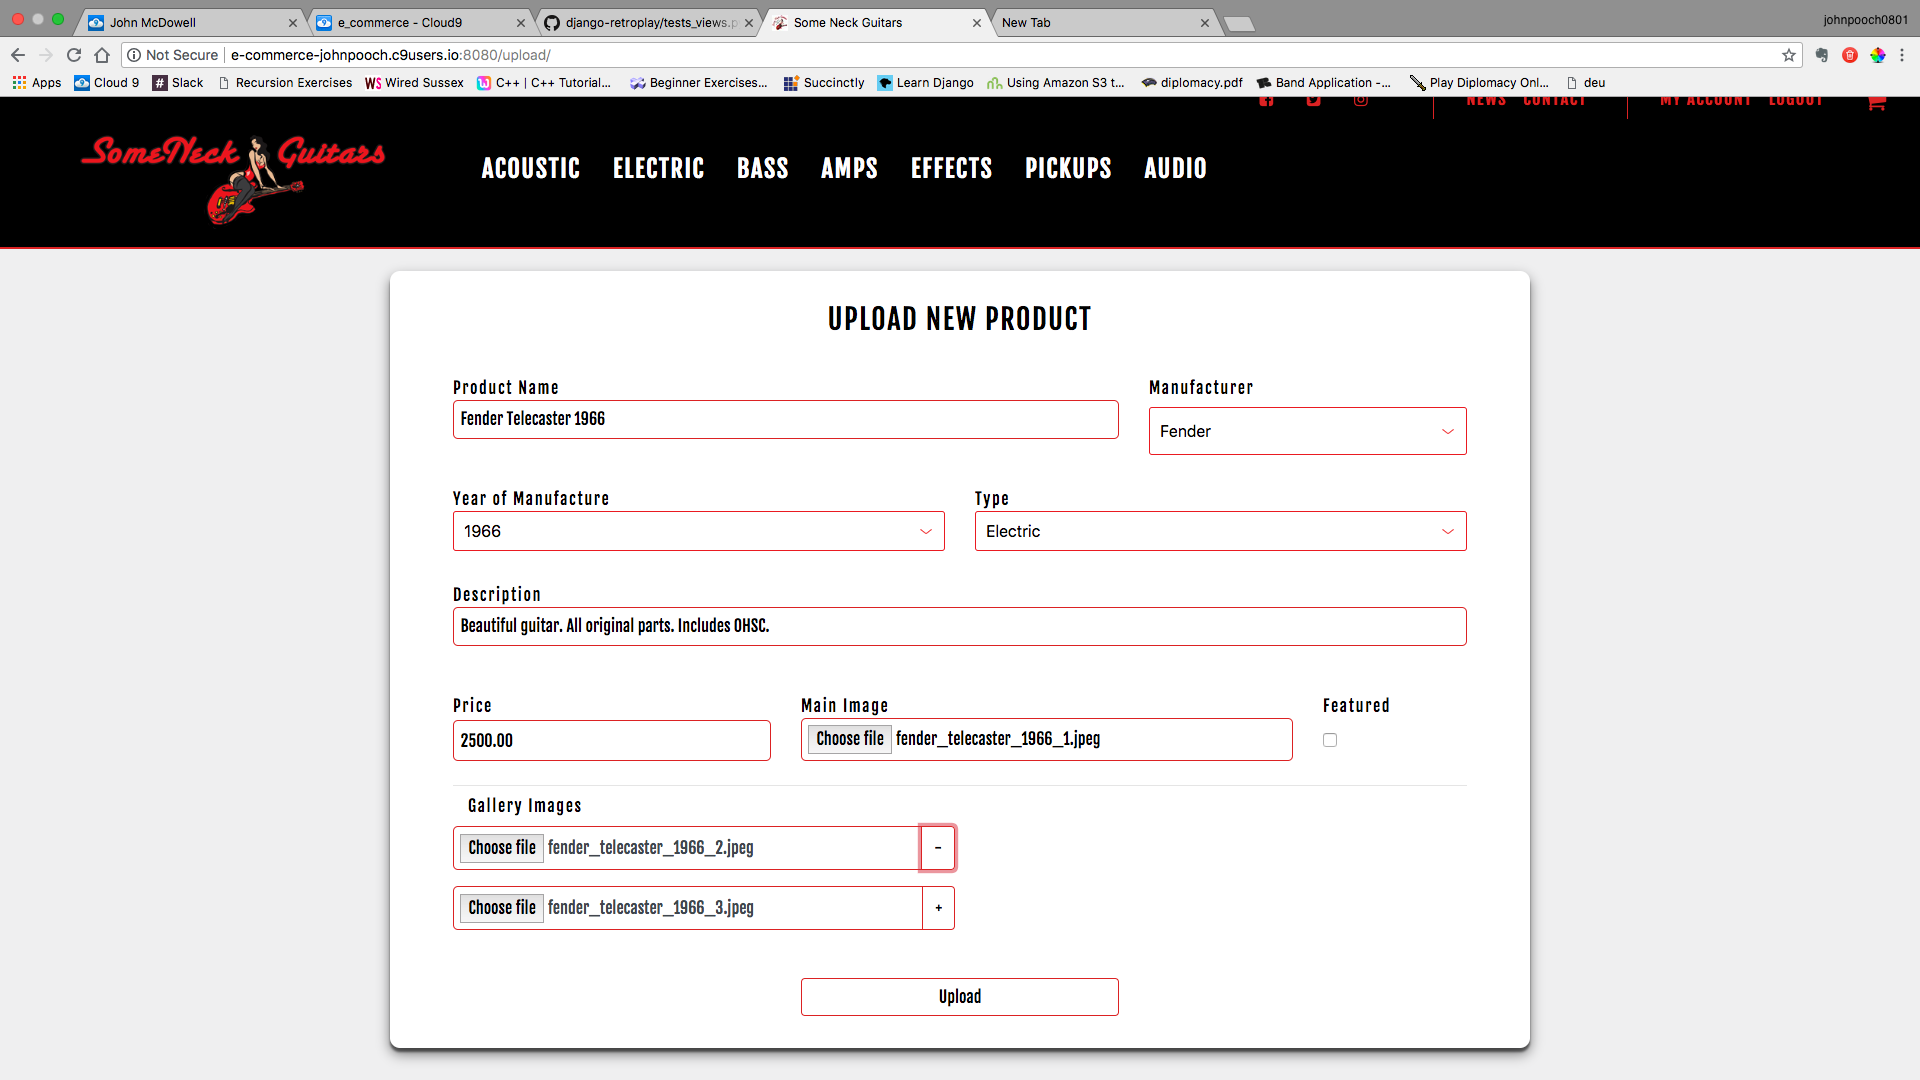 John McDowell
e_commerce - Cloud9
django-retroplay/tests_views.p
Some Neck Guitars
New Tab
johnpooch0801
Not Secure
e-commerce-johnpooch.c9users.io:8080/upload/
Apps
Cloud 9
# Slack
Recursion Exercises
WS Wired Sussex
C++ | C++ Tutorial...
Beginner Exercises...
Succinctly
Learn Django
Using Amazon S3 t...
diplomacy.pdf
Band Application -...
Play Diplomacy Onl...
deu
NEWS CONTACT
MY ACCOUNT LOGOUT
SomeNeck Guitars
ACOUSTIC ELECTRIC BASS AMPS EFFECTS PICKUPS AUDIO
UPLOAD NEW PRODUCT
Product Name
Fender Telecaster 1966
Manufacturer
Fender
Year of Manufacture
1966
Type
Electric
Description
Beautiful guitar. All original parts. Includes OHSC.
Price
2500.00
Main Image
Choose file fender_telecaster_1966_1.jpeg
Featured
Gallery Images
Choose file fender_telecaster_1966_2.jpeg -
Choose file fender_telecaster_1966_3.jpeg +
Upload